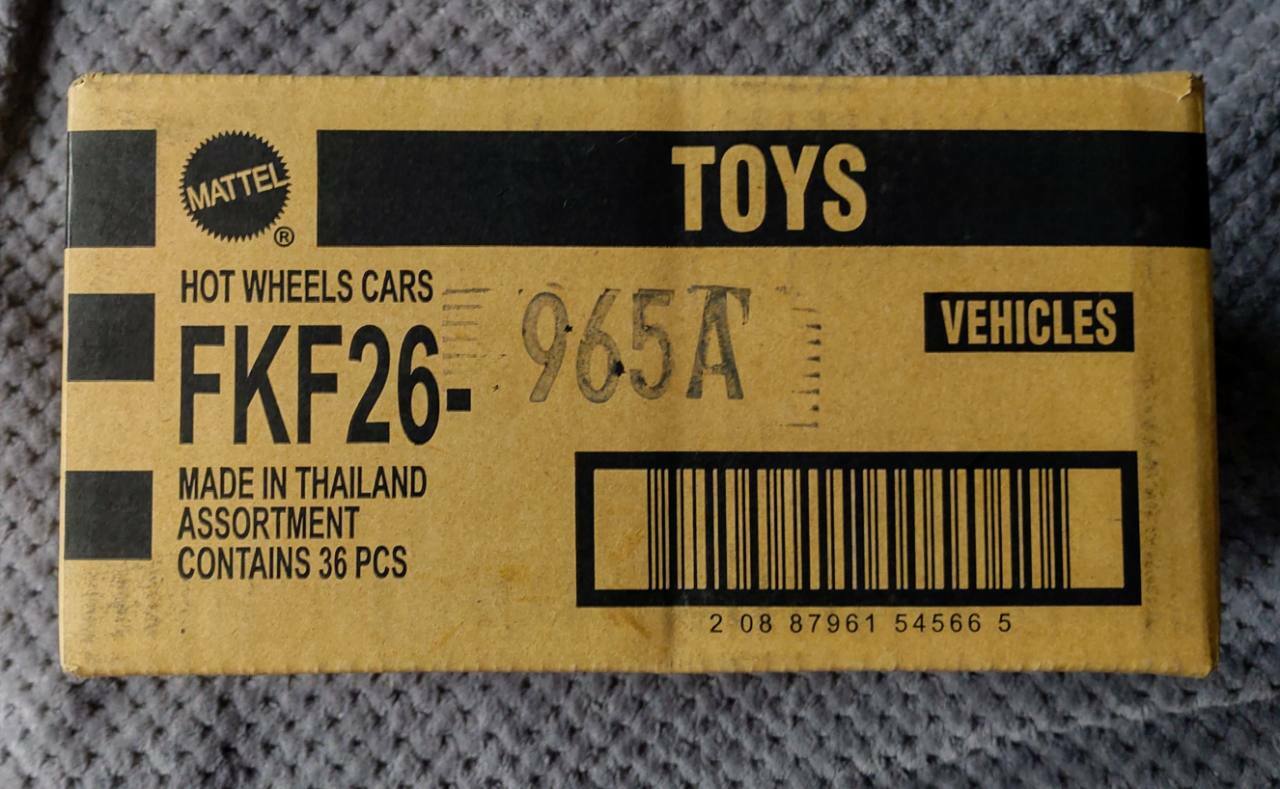 MATTEL
®
TOYS
HOT WHEELS CARS
FKF26- 965A
VEHICLES
MADE IN THAILAND
ASSORTMENT
CONTAINS 36 PCS
2 08 87961 54566 5